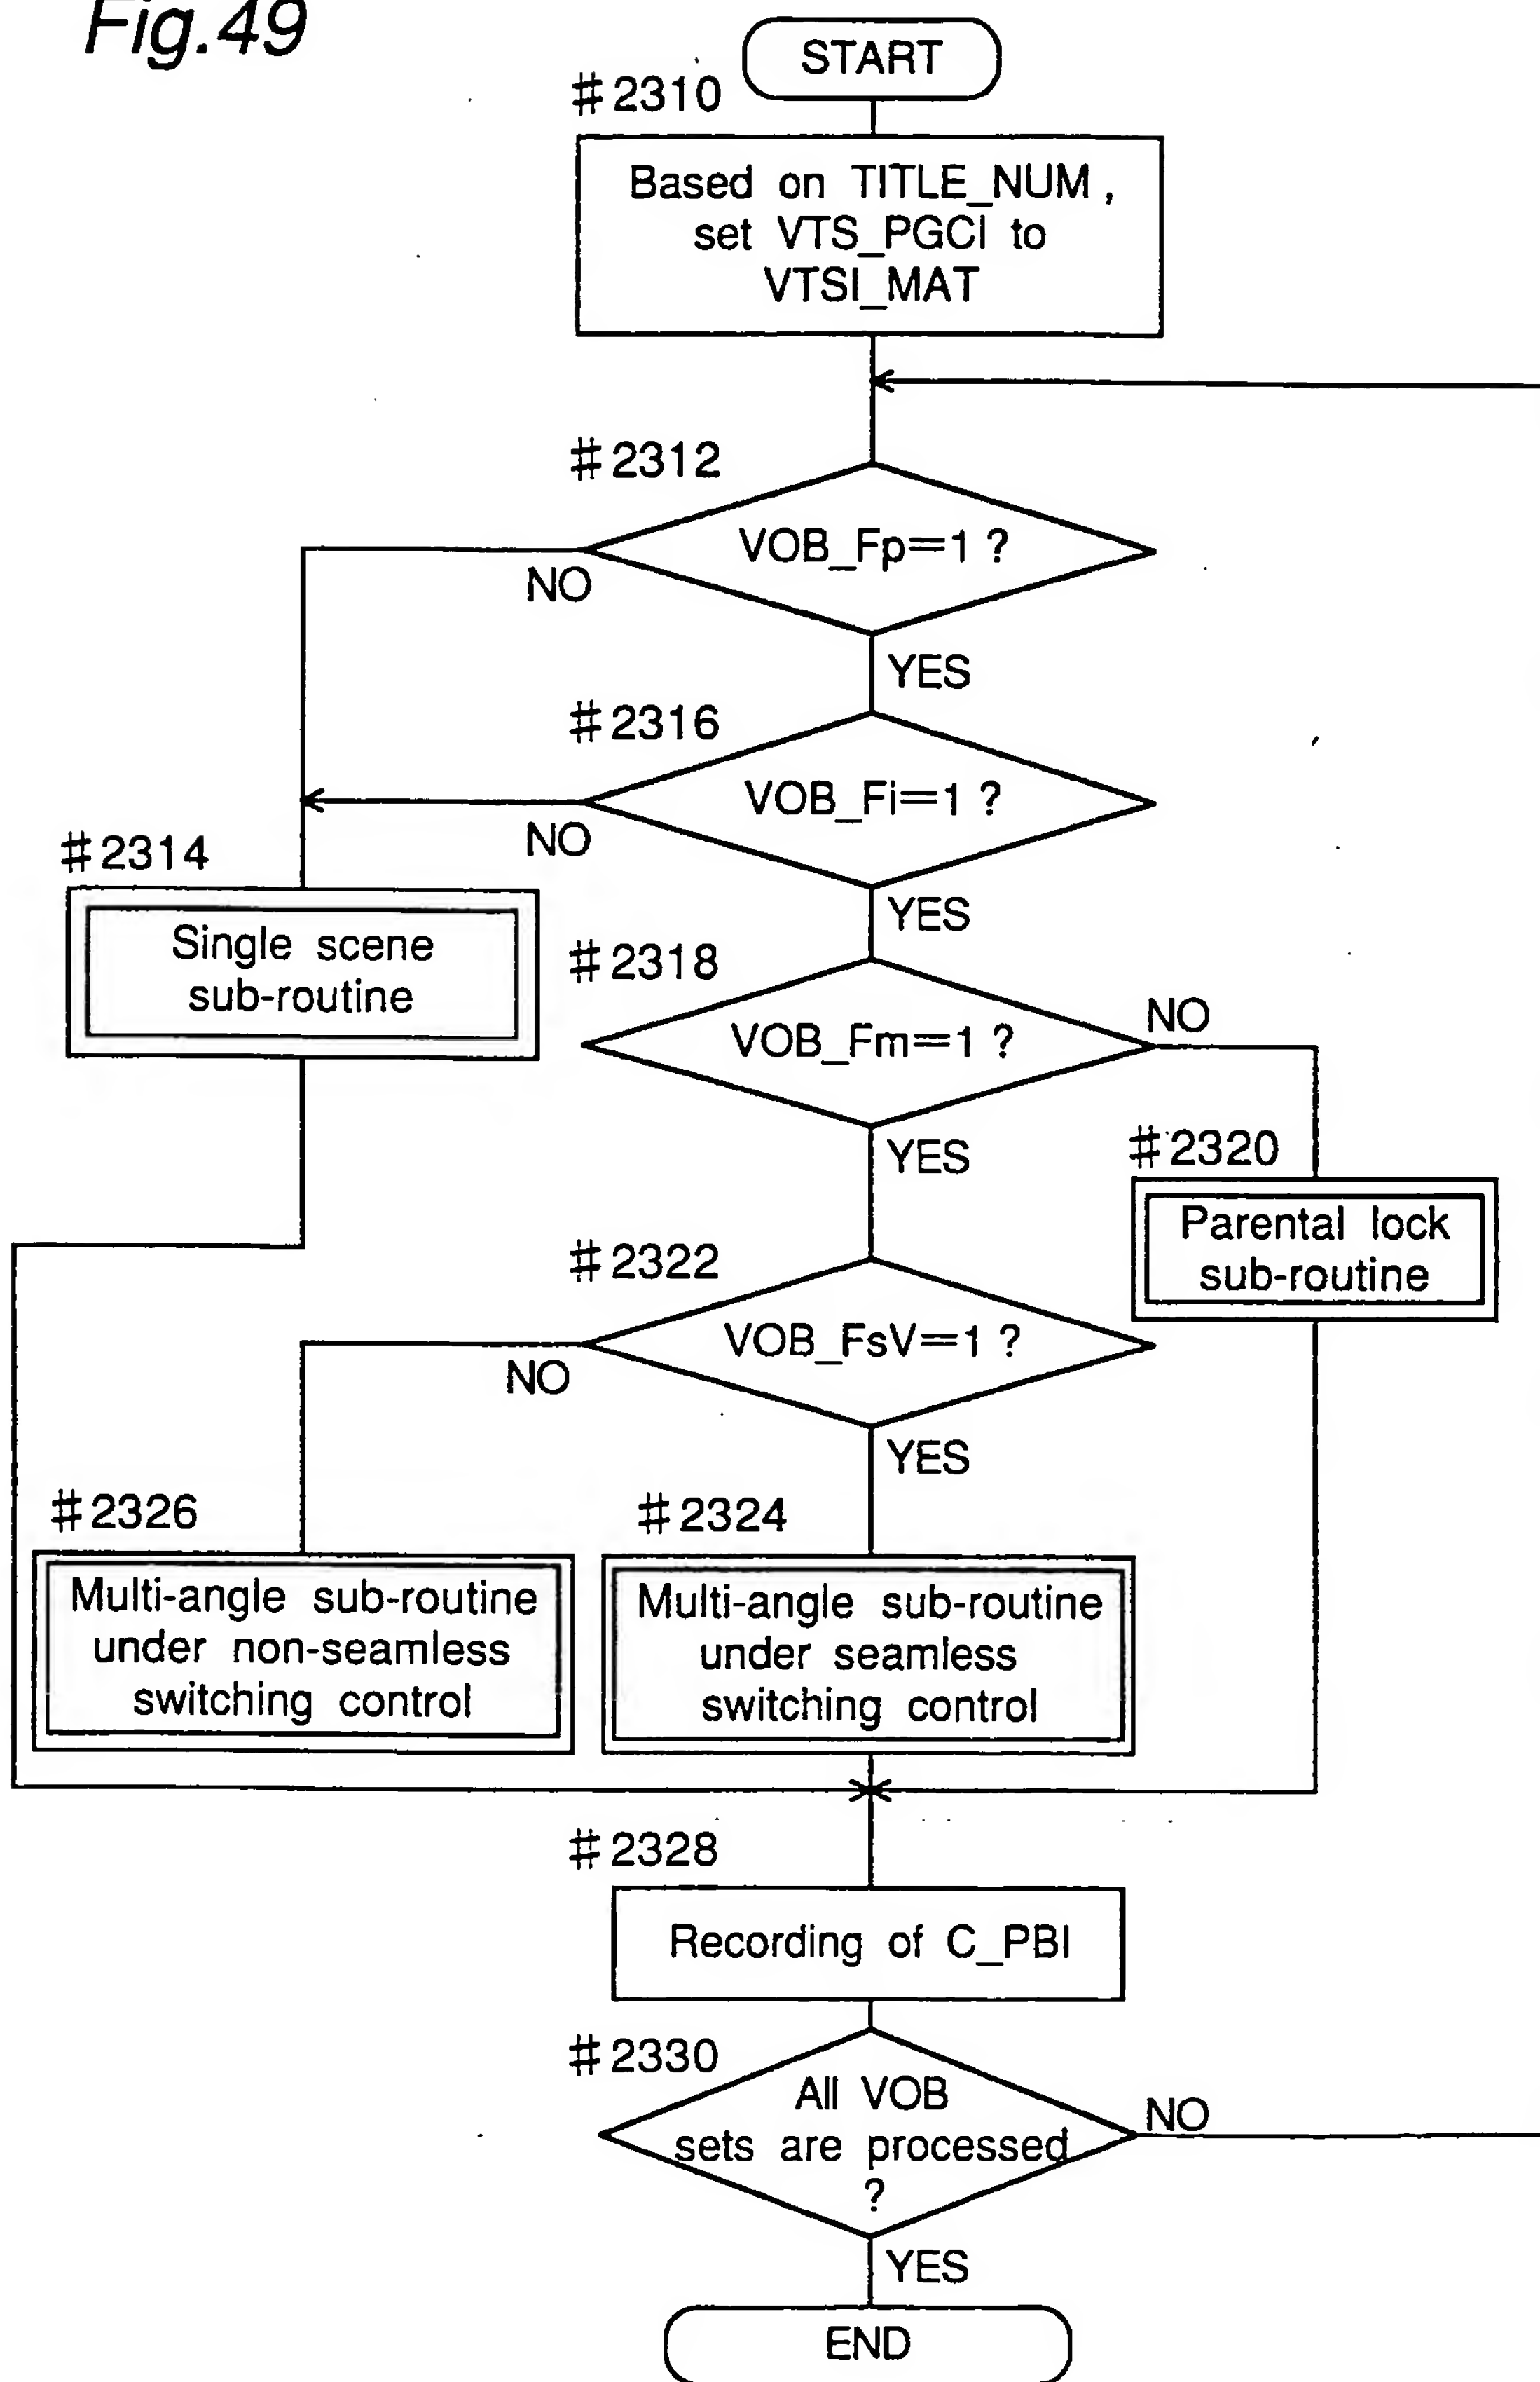 Fig.49
START
#2310
Based on TITLE_NUM,
set VTS_PGCI to
VTSI_MAT
#2312
VOB_Fp=1 ?
NO
YES
#2316
VOB_Fi=1 ?
NO
YES
#2314
Single scene
sub-routine
#2318
VOB_Fm=1 ?
NO
YES
#2320
Parental lock
sub-routine
#2322
VOB_FsV=1 ?
NO
YES
#2326
Multi-angle sub-routine
under non-seamless
switching control
#2324
Multi-angle sub-routine
under seamless
switching control
#2328
Recording of C_PBI
#2330
All VOB
sets are processed
?
NO
YES
END